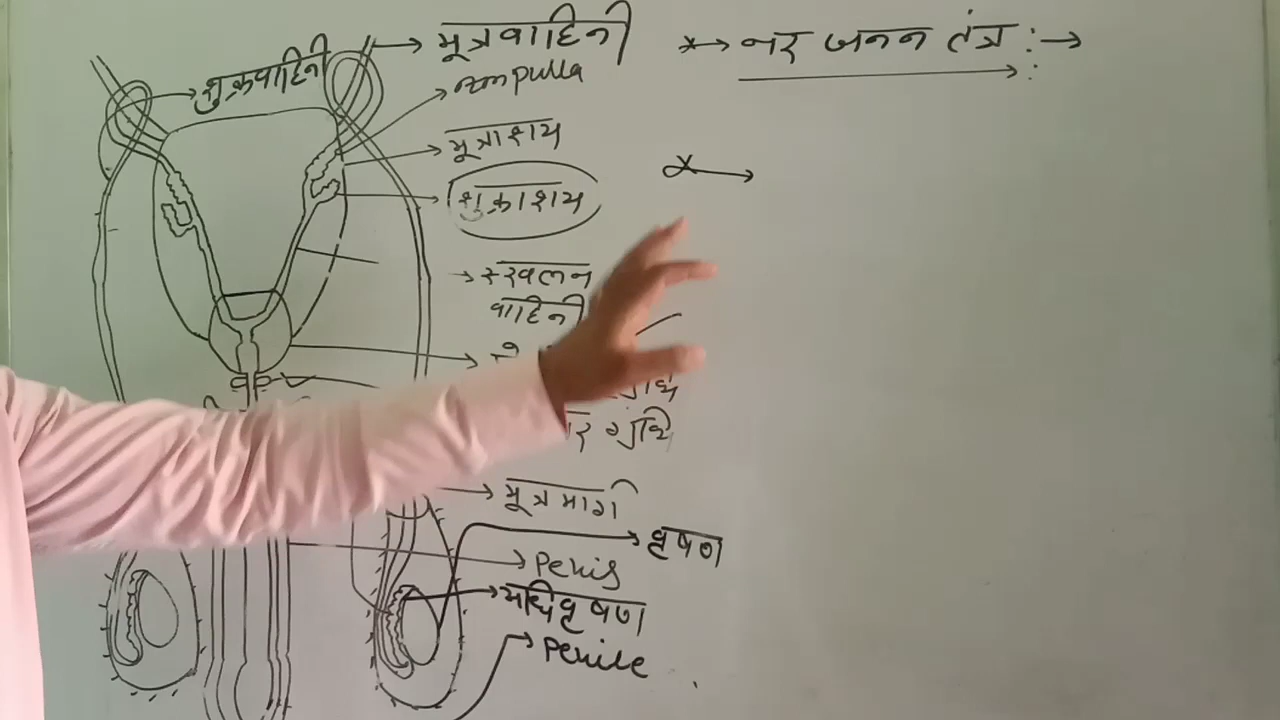 *→ नर जनन तंत्र :→
मूत्रवाहिनी
शुक्रवाहिनी
Ampulla
मूत्राशय
शुक्राशय
स्खलन
वाहिनी
ग्रंथि
मूत्र मार्ग
वृषण
Penis
अधिवृषण
Penile